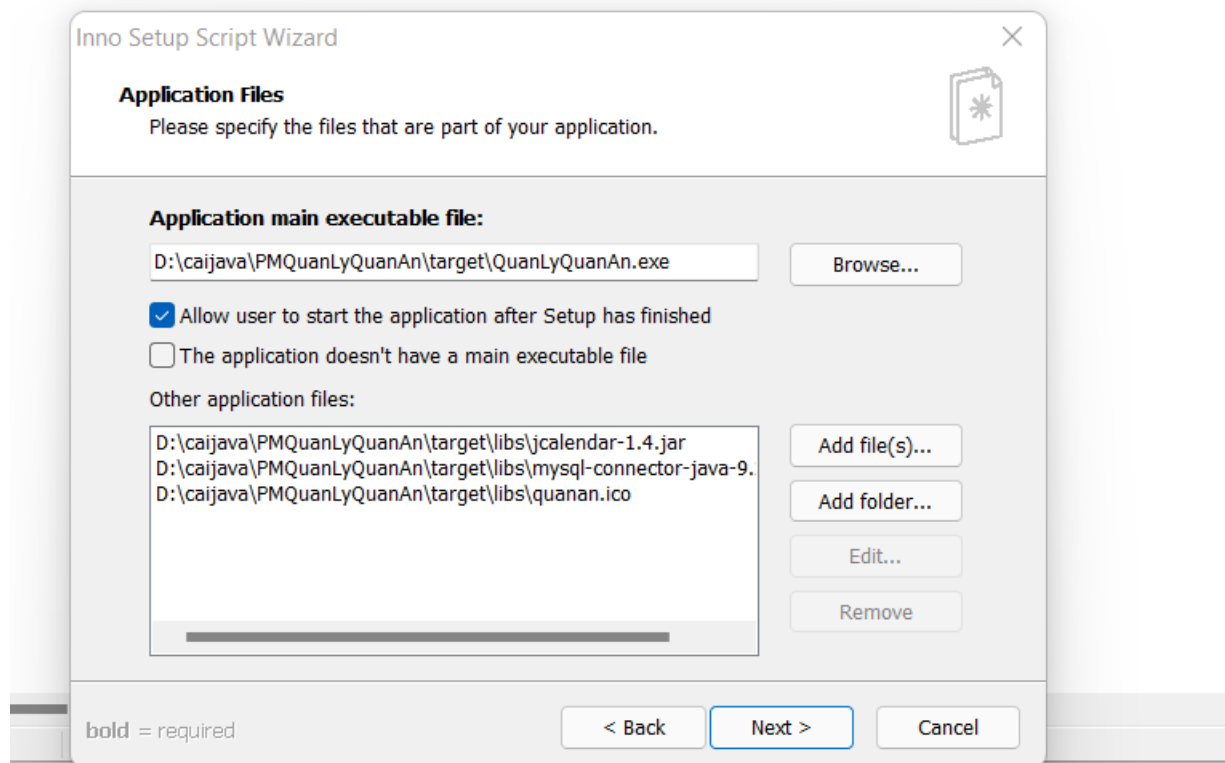 Inno Setup Script Wizard
Application Files
Please specify the files that are part of your application.
Application main executable file:
D:\caijava\PMQuanLyQuanAn\target\QuanLyQuanAn.exe
Browse...
Allow user to start the application after Setup has finished
The application doesn't have a main executable file
Other application files:
D:\caijava\PMQuanLyQuanAn\target\libs\jcalendar-1.4.jar
D:\caijava\PMQuanLyQuanAn\target\libs\mysql-connector-java-9.
D:\caijava\PMQuanLyQuanAn\target\libs\quanan.ico
Add file(s)...
Add folder...
Edit...
Remove
bold = required
< Back
Next >
Cancel